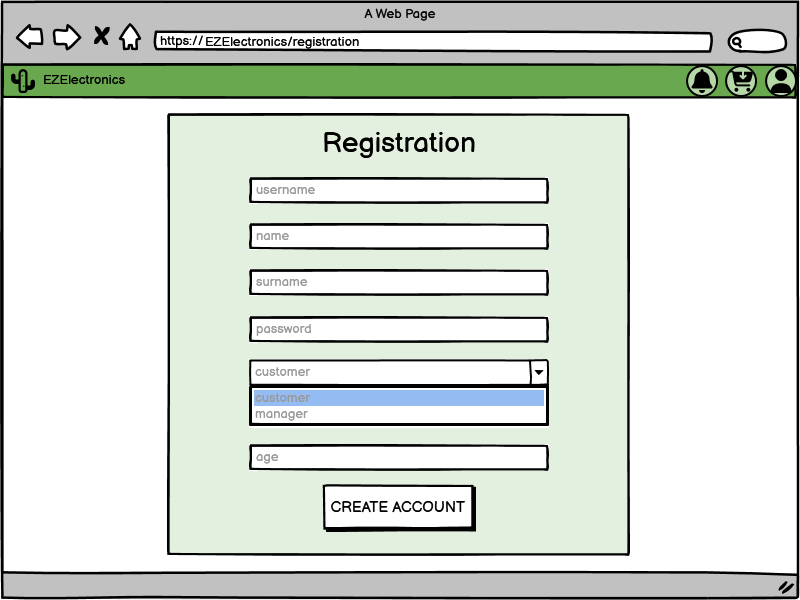 A Web Page
https:// EZElectronics/registration
EZElectronics
Registration
username
name
surname
password
customer
customer
manager
age
CREATE ACCOUNT